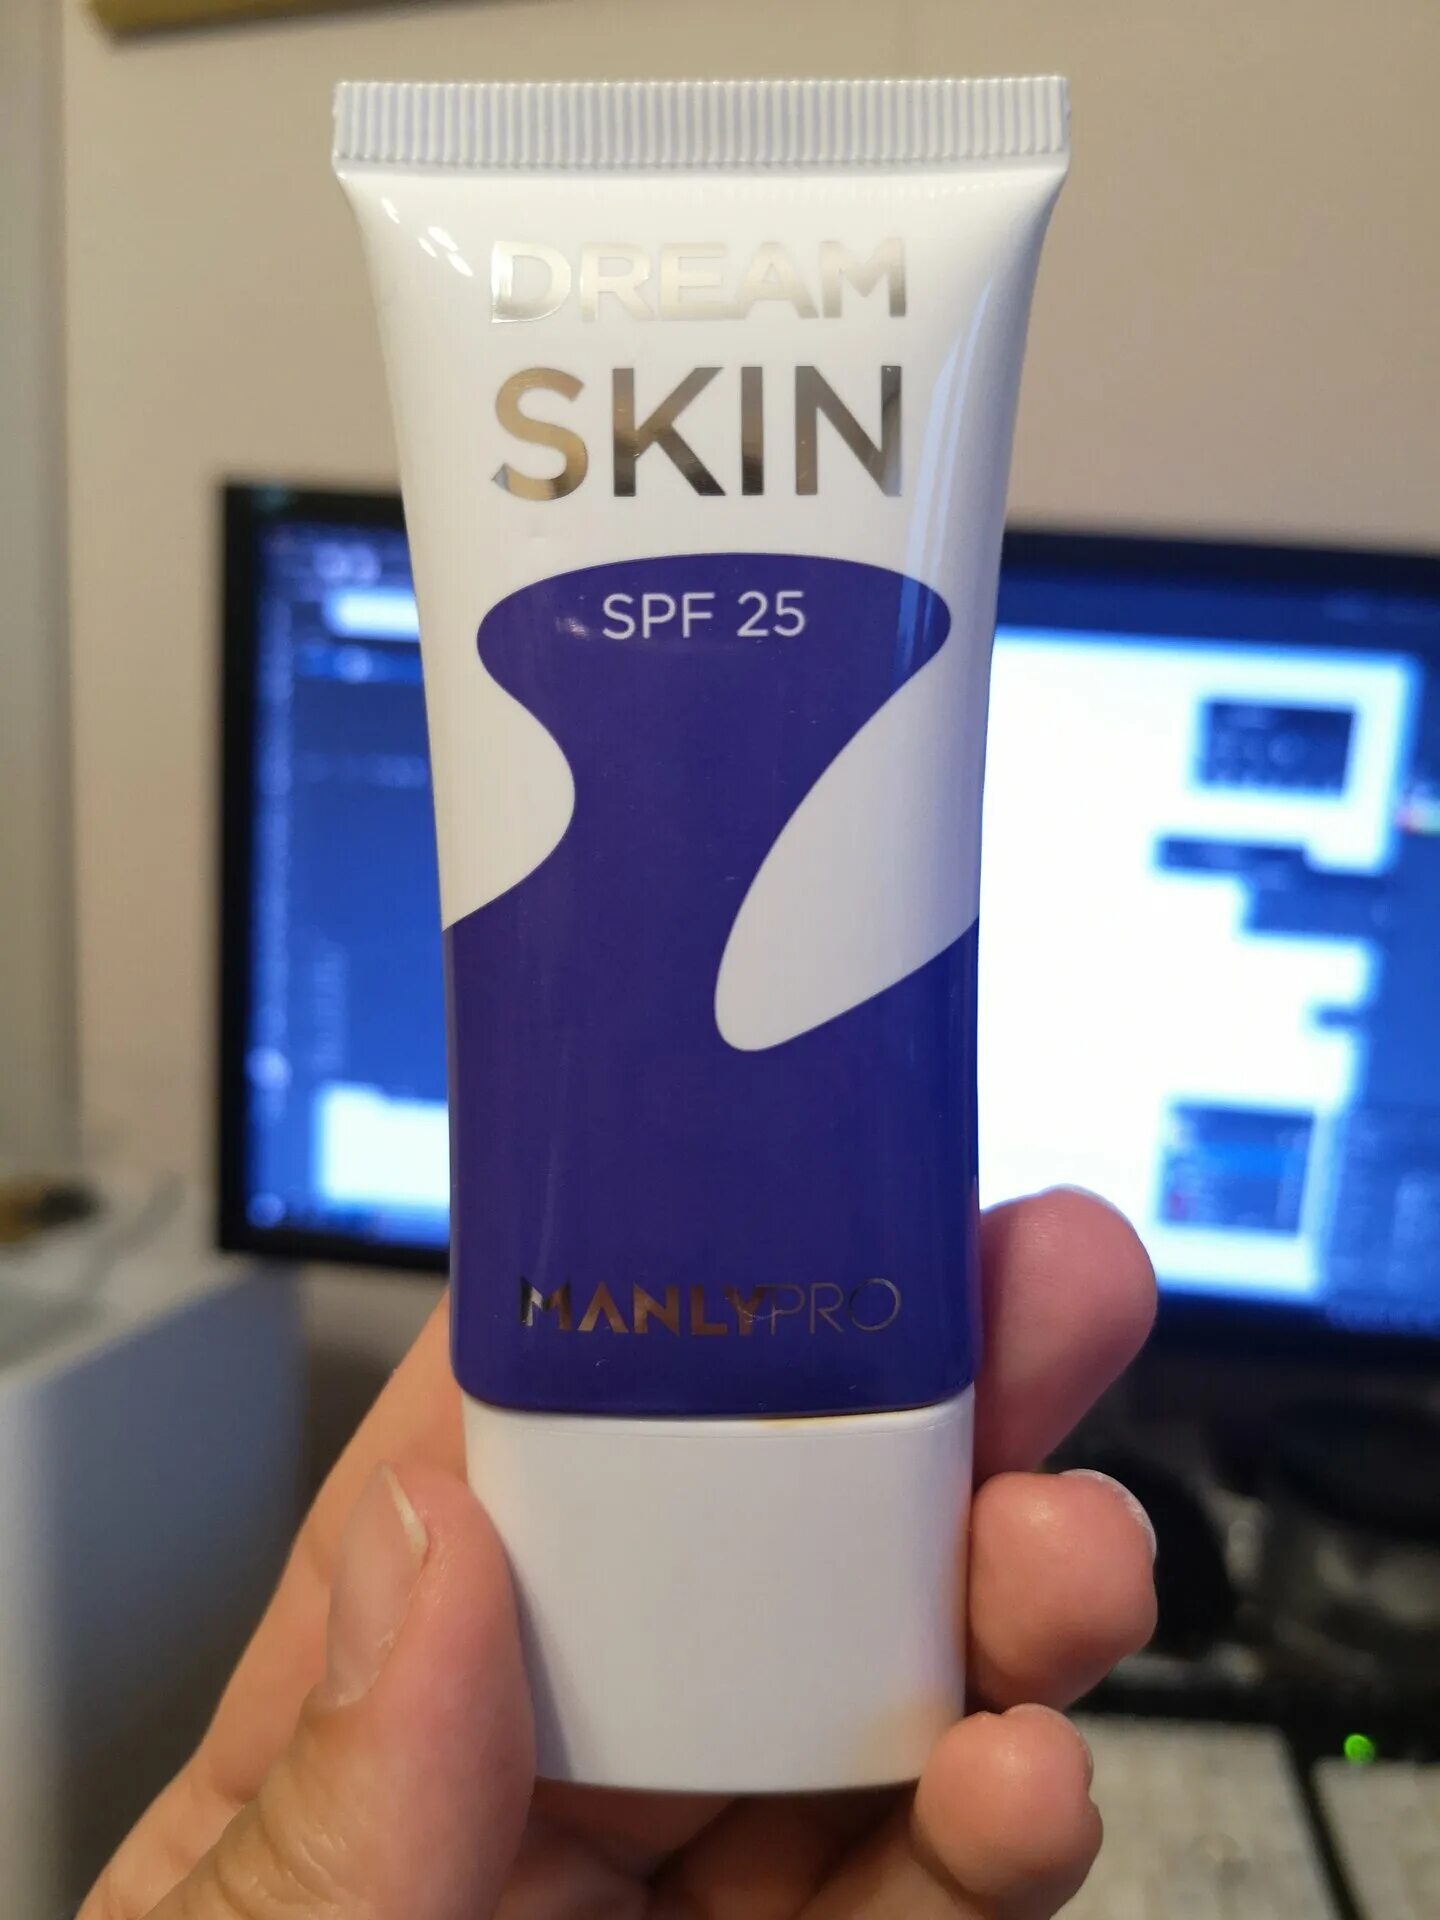 DREAM
SKIN
SPF 25
MANLYPRO